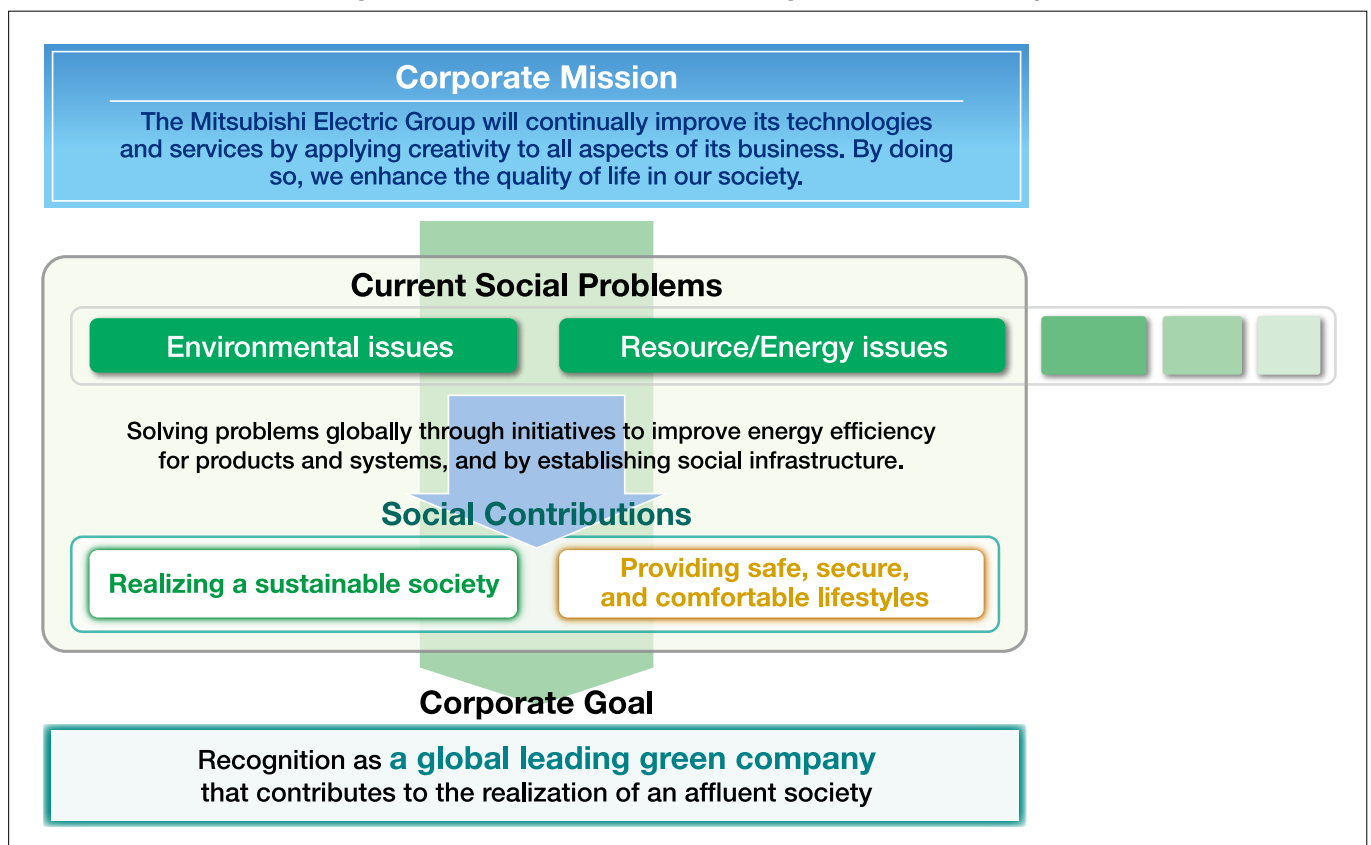 Corporate Mission
The Mitsubishi Electric Group will continually improve its technologies
and services by applying creativity to all aspects of its business. By doing
so, we enhance the quality of life in our society.
Current Social Problems
Environmental issues
Resource/Energy issues
Solving problems globally through initiatives to improve energy efficiency
for products and systems, and by establishing social infrastructure.
Social Contributions
Realizing a sustainable society
Providing safe, secure,
and comfortable lifestyles
Corporate Goal
Recognition as a global leading green company
that contributes to the realization of an affluent society